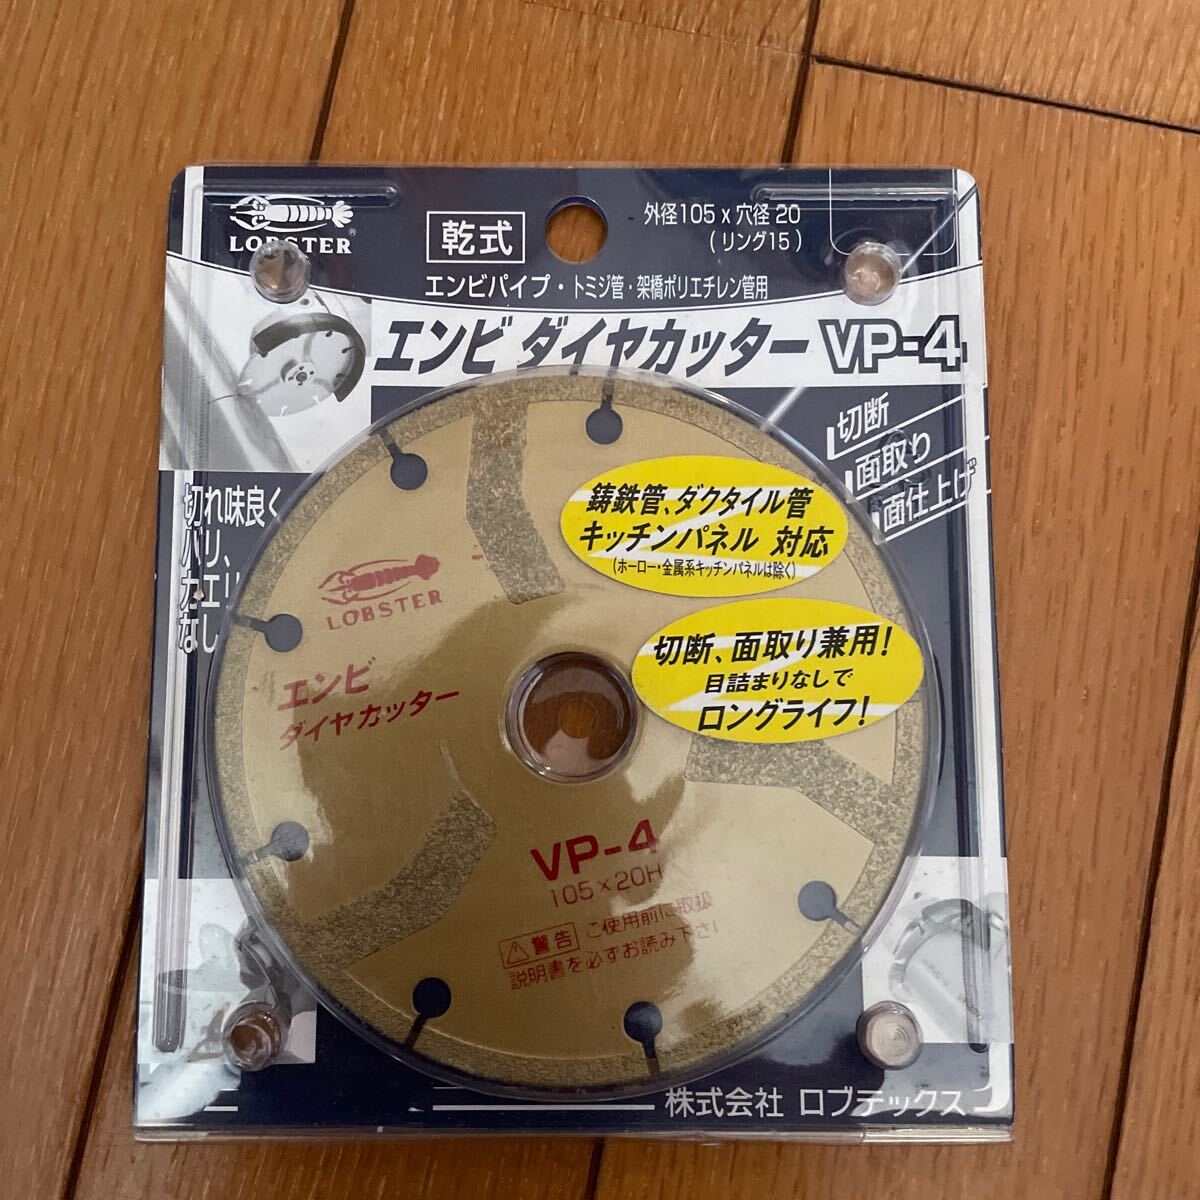 LOBSTER
®
乾式
外径105 x 穴径 20
(リング15)
エンビパイプ・トミジ管・架橋ポリエチレン管用
エンビ ダイヤカッター VP-4
切断
面取り
面仕上げ
切れ味良く
バリ、
カエリ
なし
鋳鉄管、ダクタイル管
キッチンパネル 対応
(ホーロー・金属系キッチンパネルは除く)
切断、面取り兼用!
目詰まりなしで
ロングライフ!
LOBSTER
エンビ
ダイヤカッター
VP-4
105×20H
警告 ご使用前に取扱
説明書を必ずお読み下さい
株式会社 ロブテックス